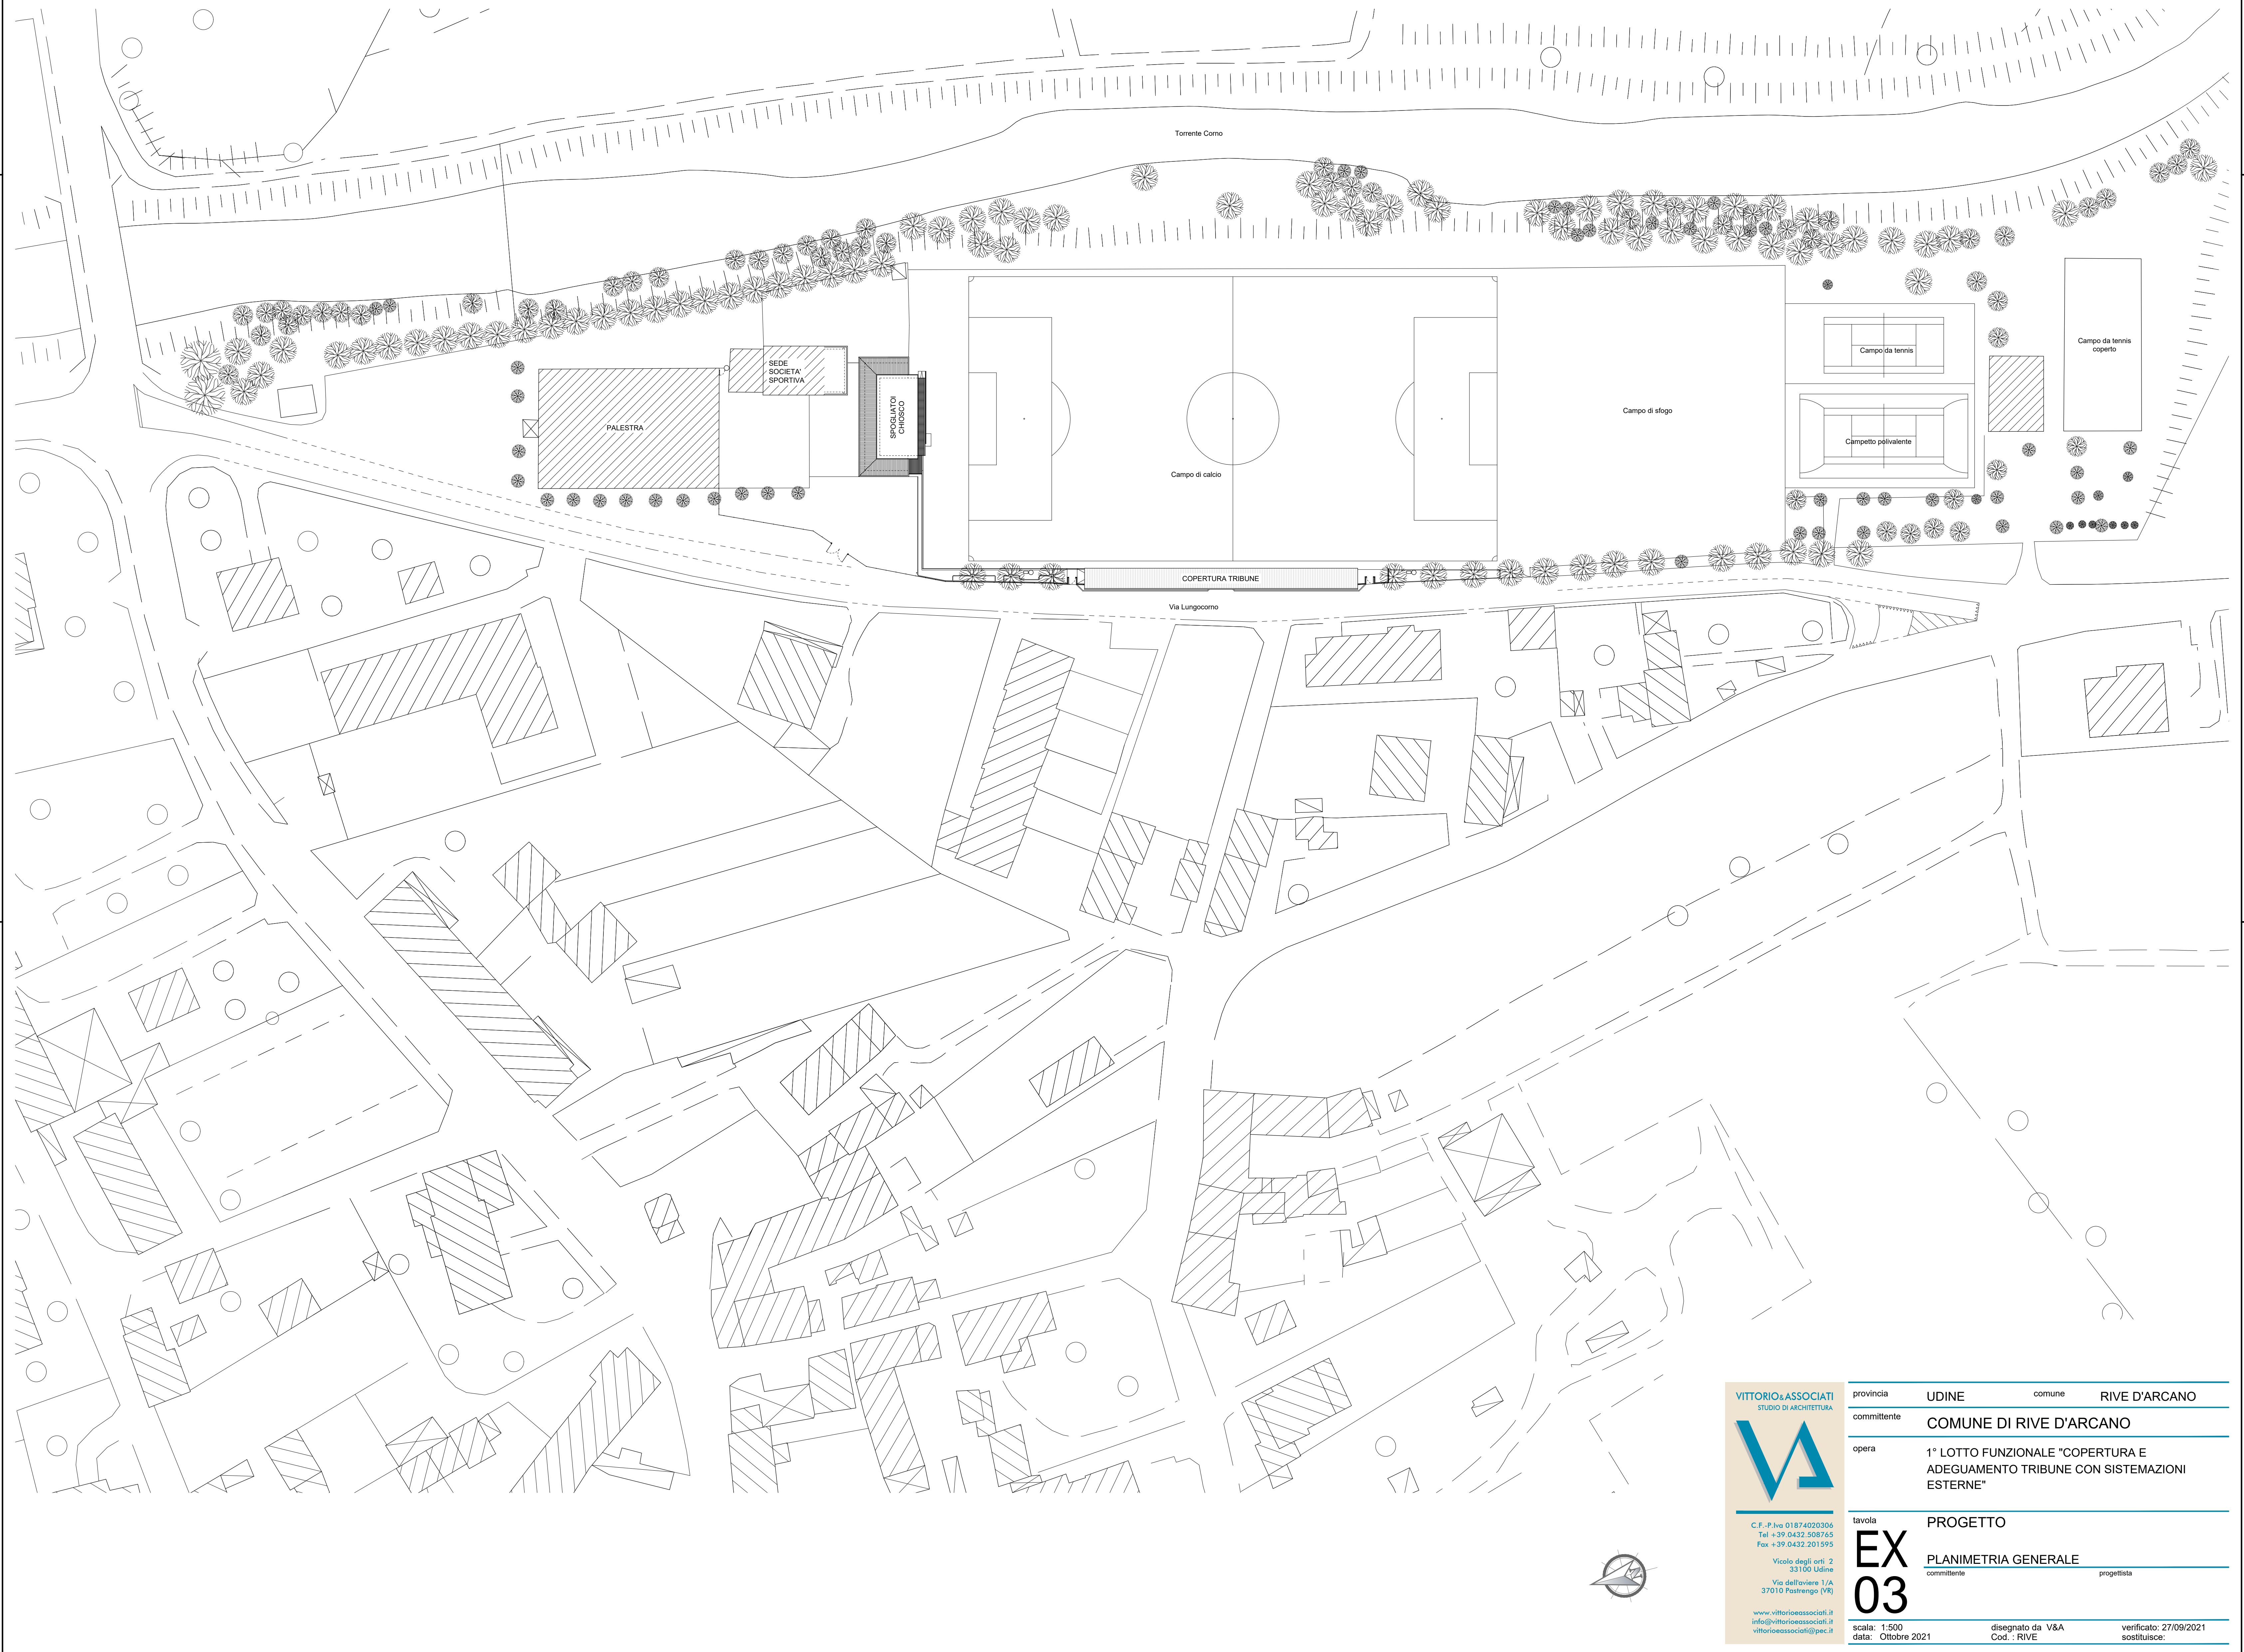 Torrente Corno
SEDE
SOCIETA'
SPORTIVA
PALESTRA
SPOGLIATOI
CHIOSCO
Campo di calcio
Campo di sfogo
Campo da tennis
Campetto polivalente
Campo da tennis
coperto
COPERTURA TRIBUNE
Via Lungocorno
N
VITTORIO&ASSOCIATI
STUDIO DI ARCHITETTURA
VA
C.F.-P.Iva 01874020306
Tel +39.0432.508765
Fax +39.0432.201595
Vicolo degli orti 2
33100 Udine
Via dell'aviere 1/A
37010 Pastrengo (VR)
www.vittorioeassociati.it
info@vittorioeassociati.it
vittorioeassociati@pec.it
provincia UDINE comune RIVE D'ARCANO
committente COMUNE DI RIVE D'ARCANO
opera 1° LOTTO FUNZIONALE "COPERTURA E
ADEGUAMENTO TRIBUNE CON SISTEMAZIONI
ESTERNE"
tavola PROGETTO
EX
PLANIMETRIA GENERALE
03
committente progettista
scala: 1:500 disegnato da V&A verificato: 27/09/2021
data: Ottobre 2021 Cod. : RIVE sostituisce: